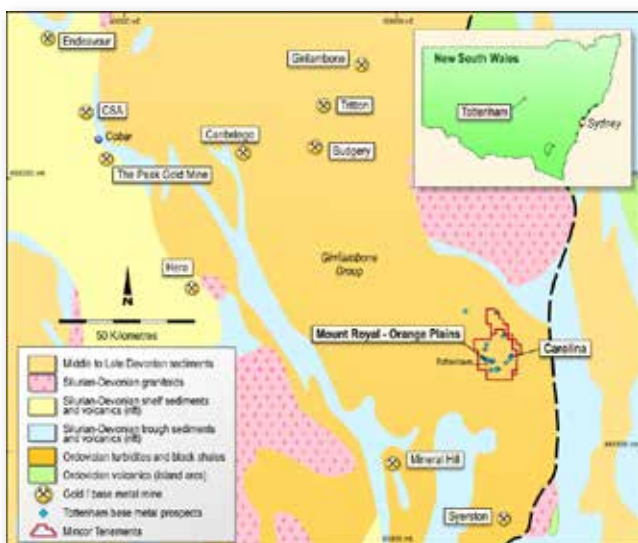 Endeavour
Girilambone
New South Wales
CSA
Tritton
Tottenham
Cobar
Canbelego
Sydney
Budgery
The Peak Gold Mine
Girilambone
Group
Hera
N
50 Kilometres
Mount Royal - Orange Plains
Carolina
Tottenham
Middle to Late Devonian sediments
Silurian-Devonian granitoids
Silurian-Devonian shelf sediments
and volcanics (rift)
Silurian-Devonian trough sediments
and volcanics (rift)
Ordovician turbidites and black shales
Ordovician volcanics (island arcs)
Gold / base metal mine
Tottenham base metal prospects
Mincor Tenements
Mineral Hill
Syerston